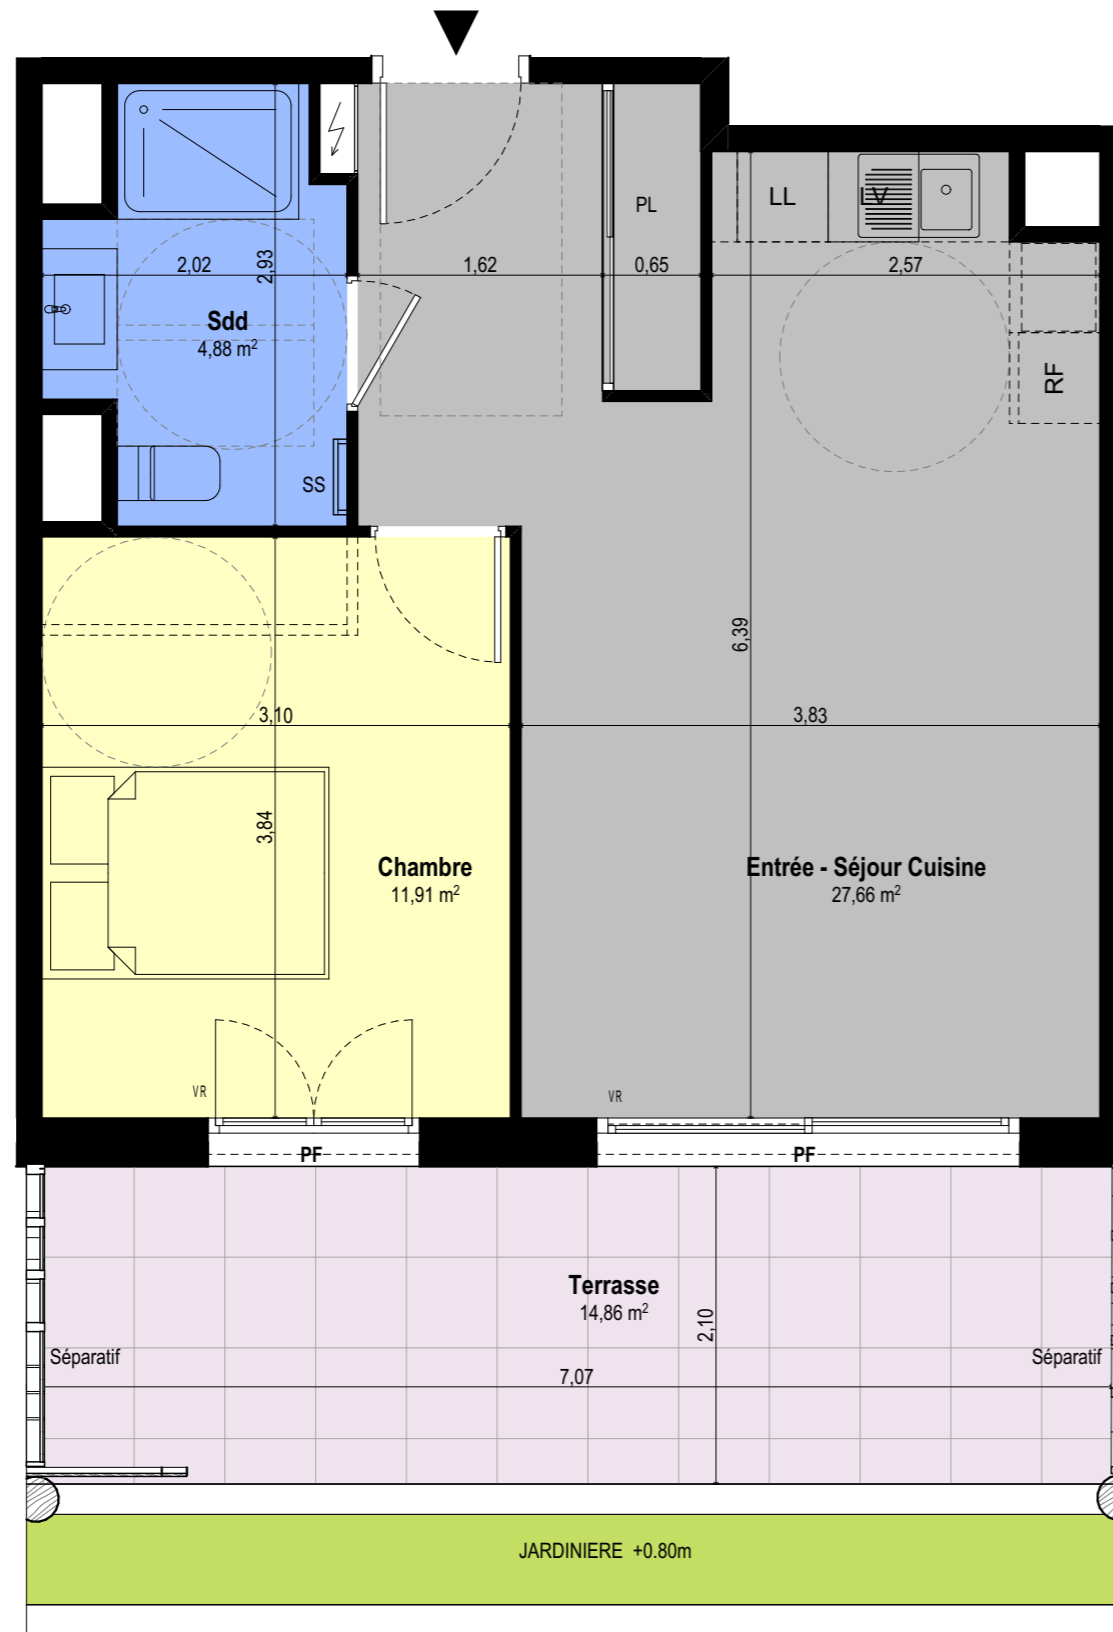 PL
LL
LV
2,02
2,93
1,62
0,65
2,57
Sdd
4,88 m²
RF
SS
6,39
3,10
3,83
3,84
Chambre
11,91 m²
Entrée - Séjour Cuisine
27,66 m²
VR
VR
PF
PF
Terrasse
14,86 m²
2,10
Séparatif
Séparatif
7,07
JARDINIERE +0.80m